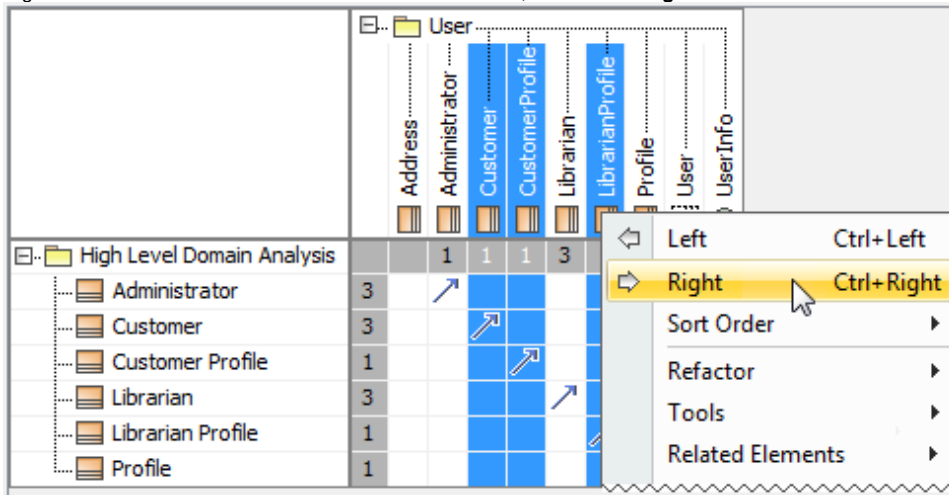 User
Address
Administrator
Customer
CustomerProfile
Librarian
LibrarianProfile
Profile
User
UserInfo
High Level Domain Analysis 1 1 1 3
Administrator 3
Customer 3
Customer Profile 1
Librarian 3
Librarian Profile 1
Profile 1
Left Ctrl+Left
Right Ctrl+Right
Sort Order
Refactor
Tools
Related Elements